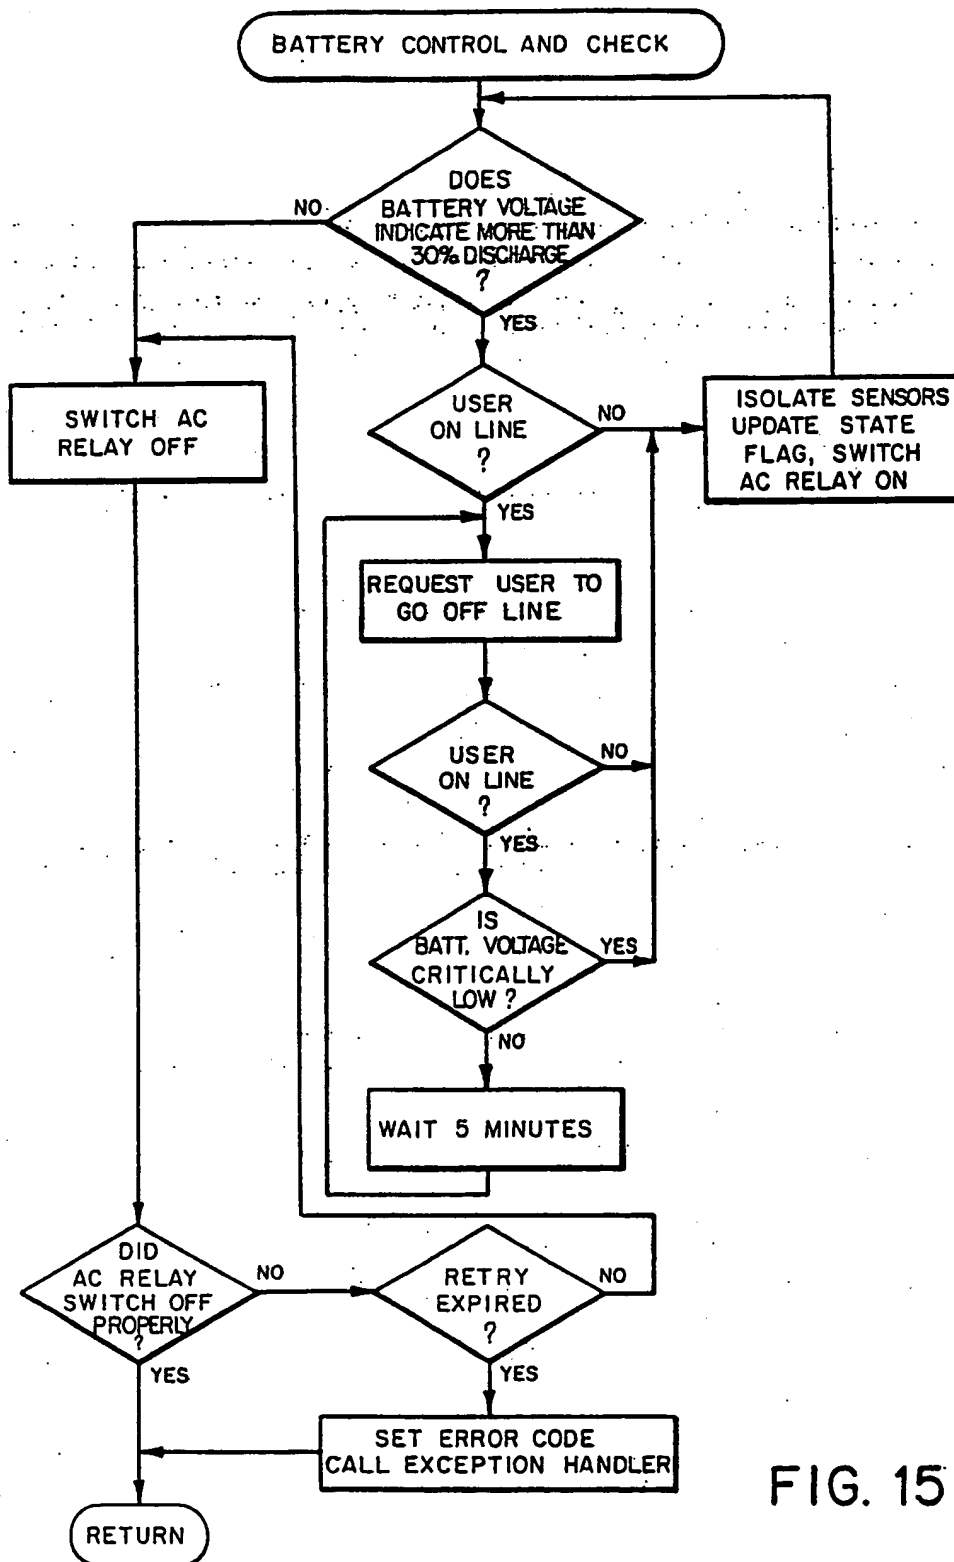 BATTERY CONTROL AND CHECK
DOES
BATTERY VOLTAGE
INDICATE MORE THAN
30% DISCHARGE
?
NO
YES
SWITCH AC
RELAY OFF
USER
ON LINE
?
NO
YES
ISOLATE SENSORS
UPDATE STATE
FLAG, SWITCH
AC RELAY ON
REQUEST USER TO
GO OFF LINE
USER
ON LINE
?
NO
YES
IS
BATT. VOLTAGE
CRITICALLY
LOW ?
YES
NO
WAIT 5 MINUTES
DID
AC RELAY
SWITCH OFF
PROPERLY
?
NO
YES
RETRY
EXPIRED
?
NO
YES
SET ERROR CODE
CALL EXCEPTION HANDLER
RETURN
FIG. 15